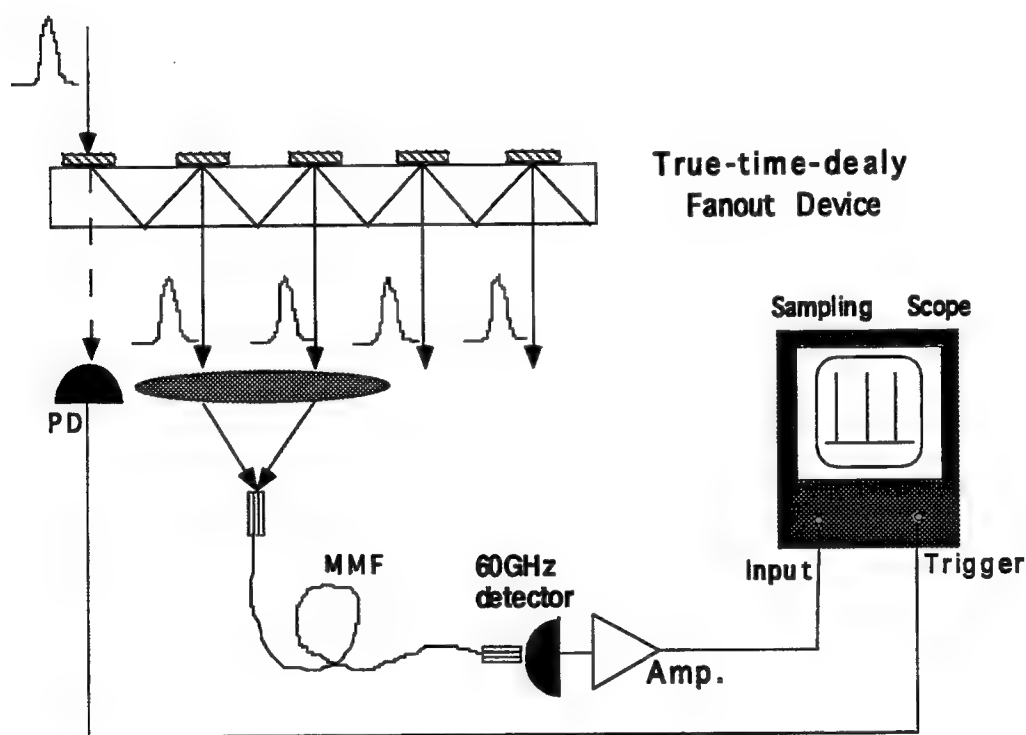 True-time-dealy
Fanout Device
Sampling Scope
PD
MMF
60GHz
detector
Input
Trigger
Amp.